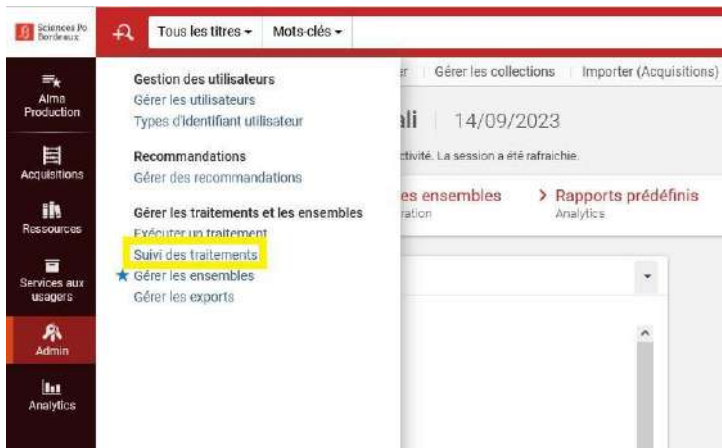 Sciences Po
Bordeaux
Tous les titres
Mots-clés
Alma
Production
Acquisitions
Ressources
Services aux
usagers
Admin
Analytics
Gestion des utilisateurs
Gérer les utilisateurs
Types d'identifiant utilisateur
Recommandations
Gérer des recommandations
Gérer les traitements et les ensembles
Exécuter un traitement
Suivi des traitements
Gérer les ensembles
Gérer les exports
Gérer les collections
Importer (Acquisitions)
14/09/2023
La session a été rafraichie.
es ensembles
Rapports prédéfinis
Analytics